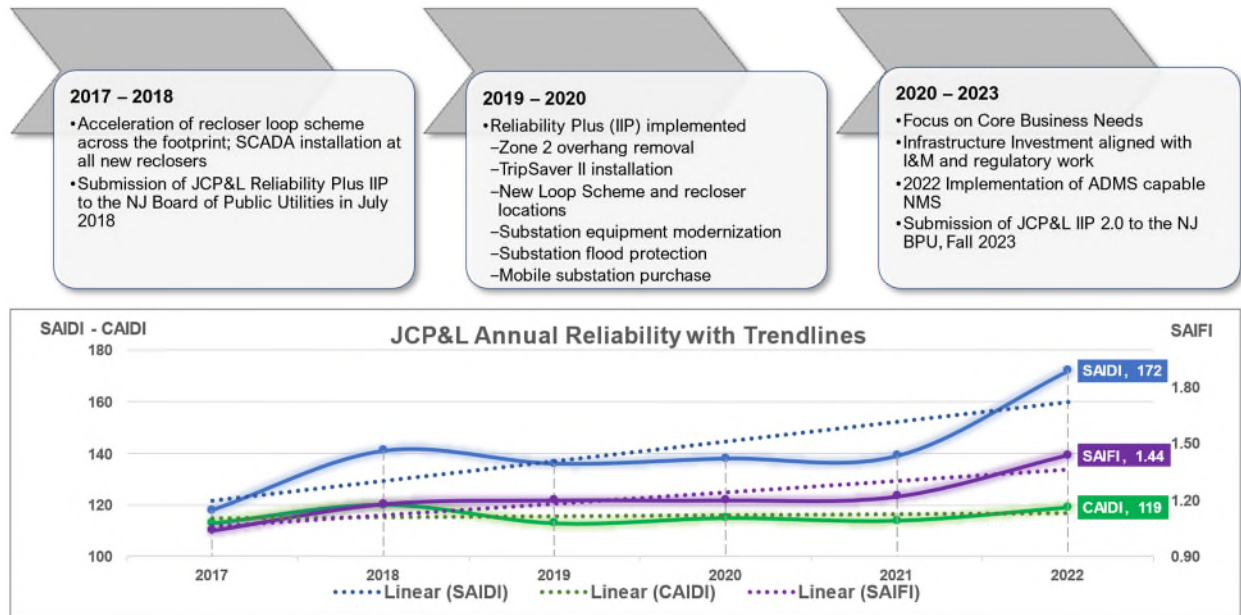 2017 – 2018
•Acceleration of recloser loop scheme
across the footprint; SCADA installation at
all new reclosers
•Submission of JCP&L Reliability Plus IIP
to the NJ Board of Public Utilities in July
2018
2019 – 2020
•Reliability Plus (IIP) implemented
–Zone 2 overhang removal
–TripSaver II installation
–New Loop Scheme and recloser
locations
–Substation equipment modernization
–Substation flood protection
–Mobile substation purchase
2020 – 2023
•Focus on Core Business Needs
•Infrastructure Investment aligned with
I&M and regulatory work
•2022 Implementation of ADMS capable
NMS
•Submission of JCP&L IIP 2.0 to the NJ
BPU, Fall 2023
SAIDI - CAIDI
JCP&L Annual Reliability with Trendlines
SAIFI
180
160
140
120
100
SAIDI, 172
SAIFI, 1.44
CAIDI, 119
1.80
1.50
1.20
0.90
2017
2018
2019
2020
2021
2022
Linear (SAIDI)
Linear (CAIDI)
Linear (SAIFI)